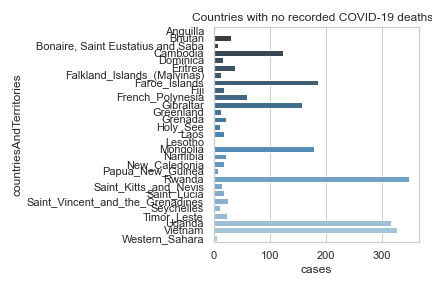 Countries with no recorded COVID-19 deaths
countriesAndTerritories
Anguilla
Bhutan
Bonaire, Saint Eustatius and Saba
Cambodia
Dominica
Eritrea
Falkland_Islands_(Malvinas)
Faroe_Islands
Fiji
French_Polynesia
Gibraltar
Greenland
Grenada
Holy_See
Laos
Lesotho
Mongolia
Namibia
New_Caledonia
Papua_New_Guinea
Rwanda
Saint_Kitts_and_Nevis
Saint_Lucia
Saint_Vincent_and_the_Grenadines
Seychelles
Timor_Leste
Uganda
Vietnam
Western_Sahara
0 100 200 300
cases